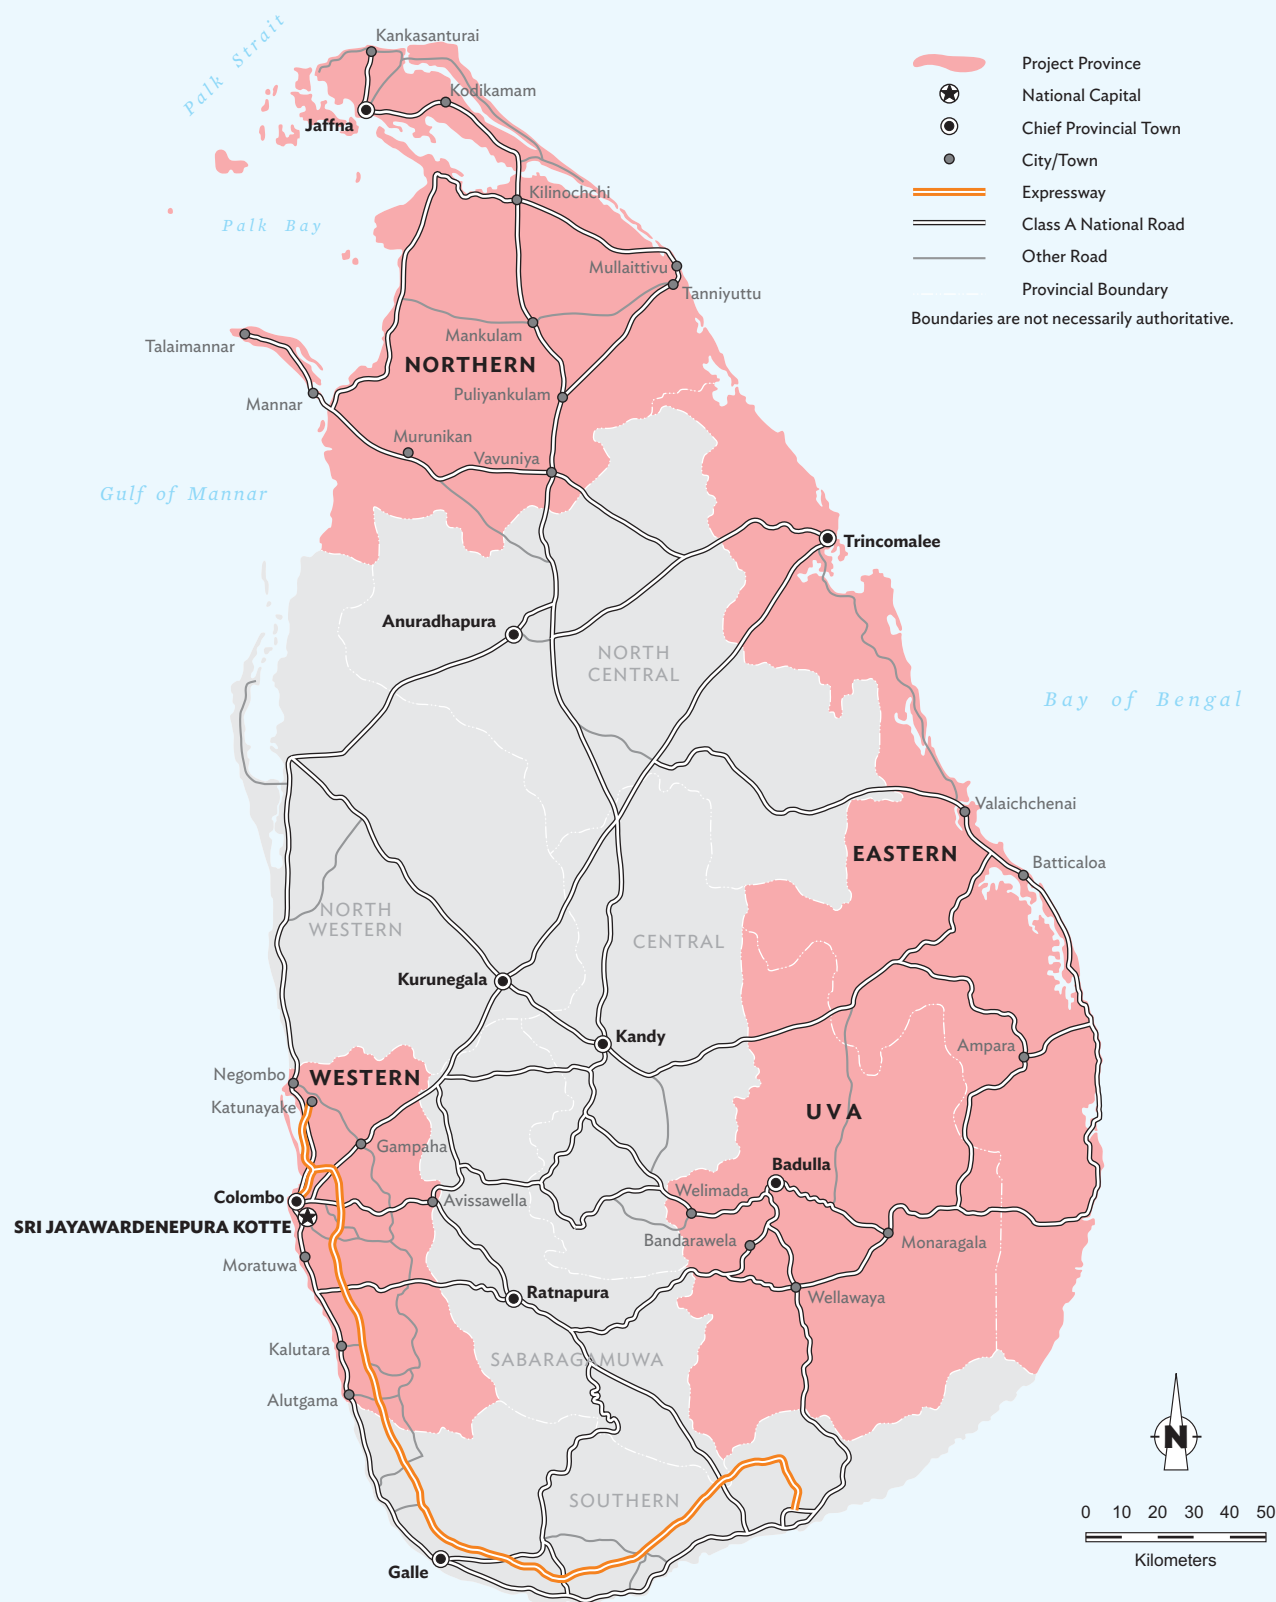 Palk Strait
Kankasanturai
Kodikamam
Jaffna
Kilinochchi
Palk Bay
Mullaittivu
Tanniyuttu
Talaimannar
Mankulam
NORTHERN
Puliyankulam
Mannar
Murunikan
Vavuniya
Gulf of Mannar
Trincomalee
Anuradhapura
NORTH
CENTRAL
Bay of Bengal
Valaichchenai
EASTERN
Batticaloa
NORTH
WESTERN
CENTRAL
Kurunegala
Kandy
Ampara
Negombo
WESTERN
Katunayake
UVA
Gampaha
Badulla
Colombo
Avissawella
Welimada
SRI JAYAWARDENEPURA KOTTE
Bandarawela
Monaragala
Moratuwa
Ratnapura
Wellawaya
Kalutara
SABARAGAMUWA
Alutgama
SOUTHERN
Galle
Project Province
National Capital
Chief Provincial Town
City/Town
Expressway
Class A National Road
Other Road
Provincial Boundary
Boundaries are not necessarily authoritative.
N
0 10 20 30 40 50
Kilometers